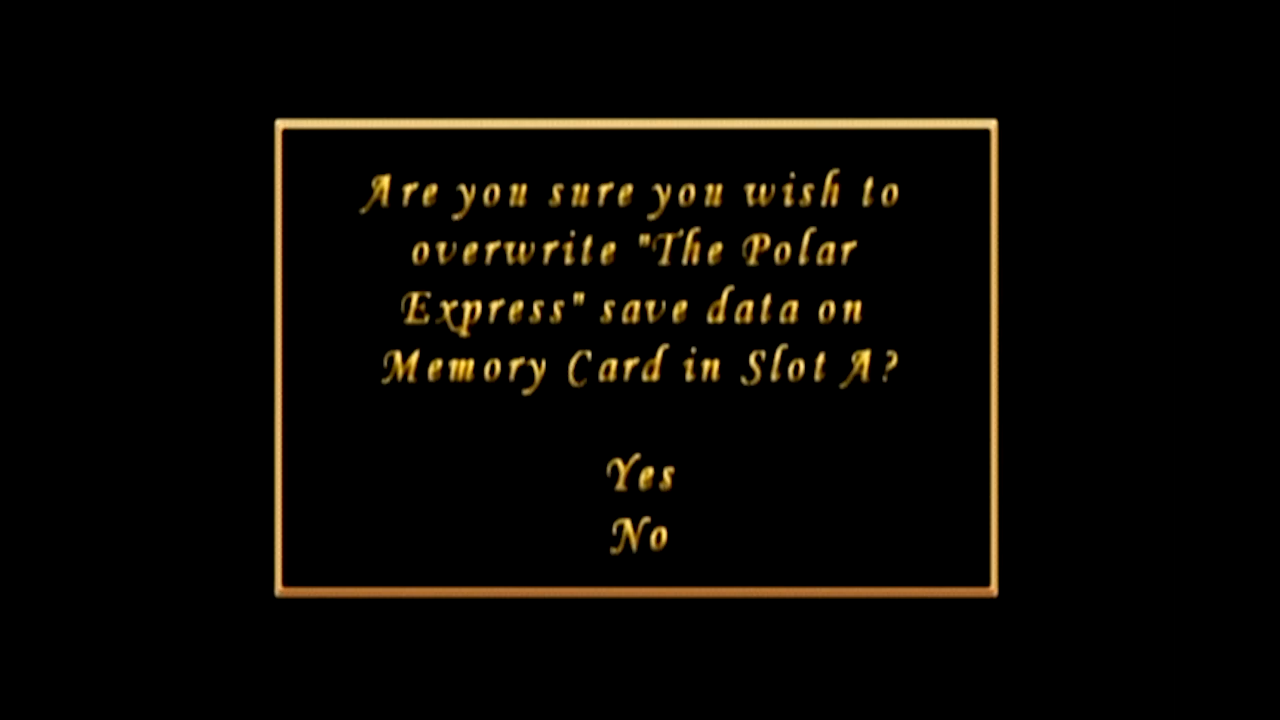 Are you sure you wish to
overwrite "The Polar
Express" save data on
Memory Card in Slot A?
Yes
No